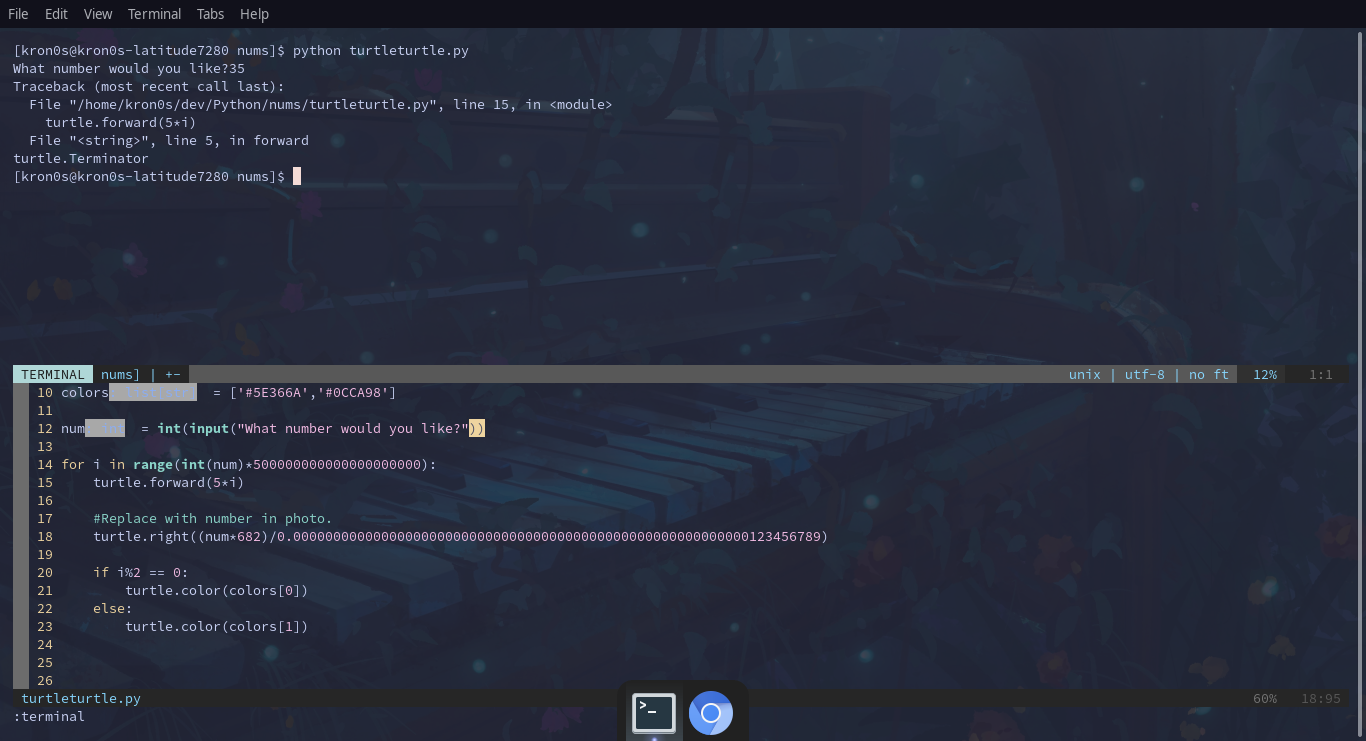 File Edit View Terminal Tabs Help
[kron0s@kron0s-latitude7280 nums]$ python turtleturtle.py
What number would you like?35
Traceback (most recent call last):
  File "/home/kron0s/dev/Python/nums/turtleturtle.py", line 15, in <module>
    turtle.forward(5*i)
  File "<string>", line 5, in forward
turtle.Terminator
[kron0s@kron0s-latitude7280 nums]$
TERMINAL nums] | +- unix | utf-8 | no ft 12% 1:1
10 colors = ['#5E366A','#0CCA98']
11
12 num = int(input("What number would you like?"))
13
14 for i in range(int(num)*500000000000000000000):
15     turtle.forward(5*i)
16
17     #Replace with number in photo.
18     turtle.right((num*682)/0.000000000000000000000000000000000000000000000000000000000123456789)
19
20     if i%2 == 0:
21         turtle.color(colors[0])
22     else:
23         turtle.color(colors[1])
24
25
26
turtleturtle.py 60% 18:95
:terminal
>_